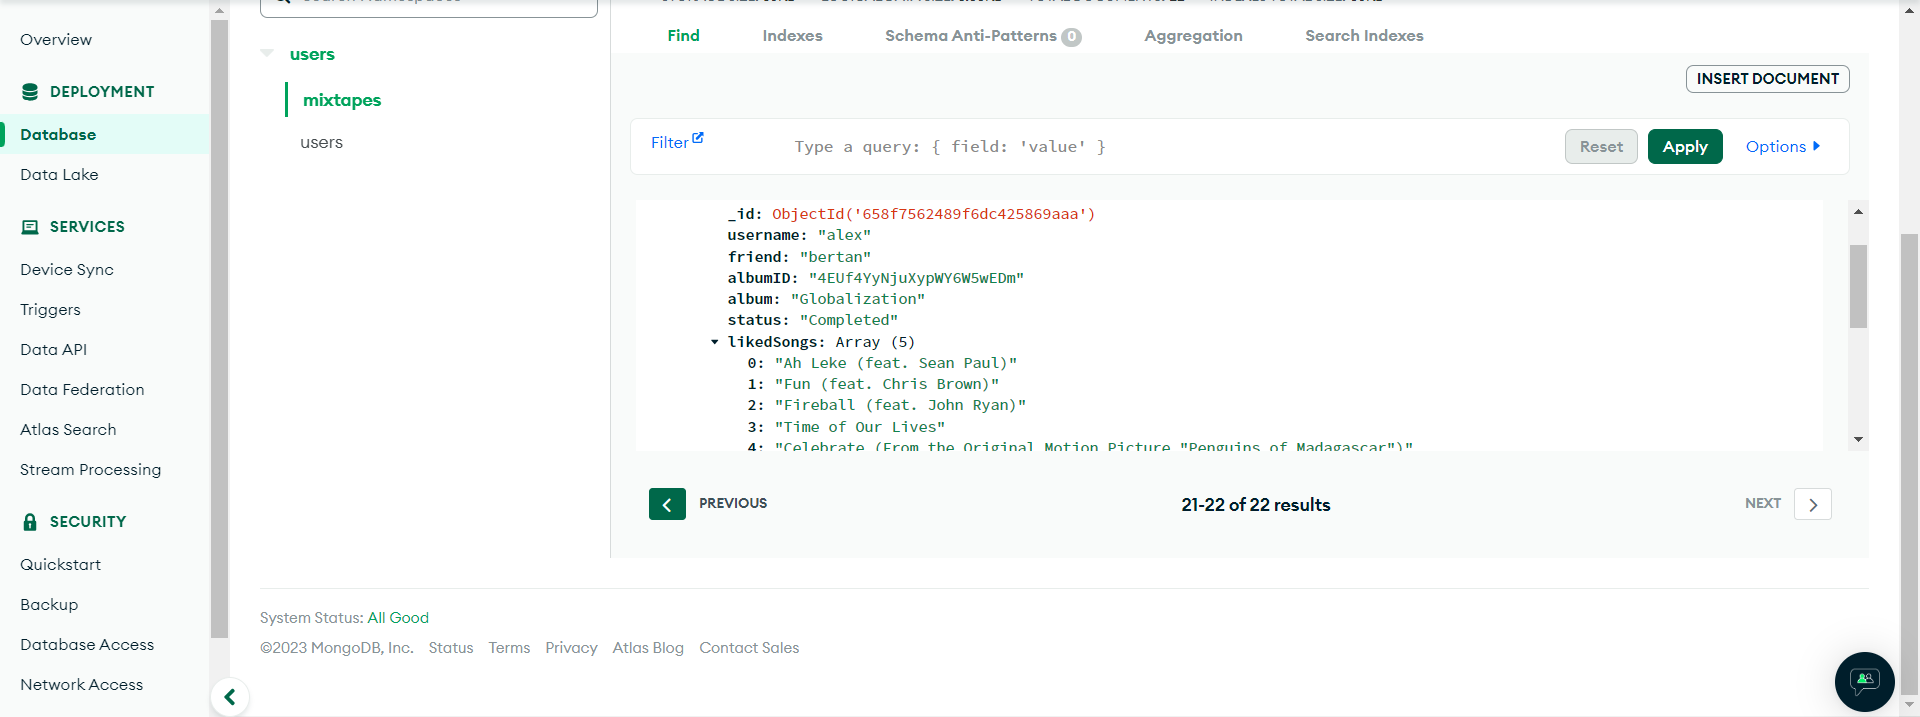 Overview
DEPLOYMENT
Database
Data Lake
SERVICES
Device Sync
Triggers
Data API
Data Federation
Atlas Search
Stream Processing
SECURITY
Quickstart
Backup
Database Access
Network Access
users
mixtapes
users
Find Indexes Schema Anti-Patterns 0 Aggregation Search Indexes
INSERT DOCUMENT
Filter Type a query: { field: 'value' } Reset Apply Options
_id: ObjectId('658f7562489f6dc425869aaa')
username: "alex"
friend: "bertan"
albumID: "4EUf4YyNjuXypWY6W5wEDm"
album: "Globalization"
status: "Completed"
likedSongs: Array (5)
0: "Ah Leke (feat. Sean Paul)"
1: "Fun (feat. Chris Brown)"
2: "Fireball (feat. John Ryan)"
3: "Time of Our Lives"
4: "Celebrate (From the Original Motion Picture "Penguins of Madagascar")"
PREVIOUS 21-22 of 22 results NEXT
System Status: All Good
©2023 MongoDB, Inc. Status Terms Privacy Atlas Blog Contact Sales